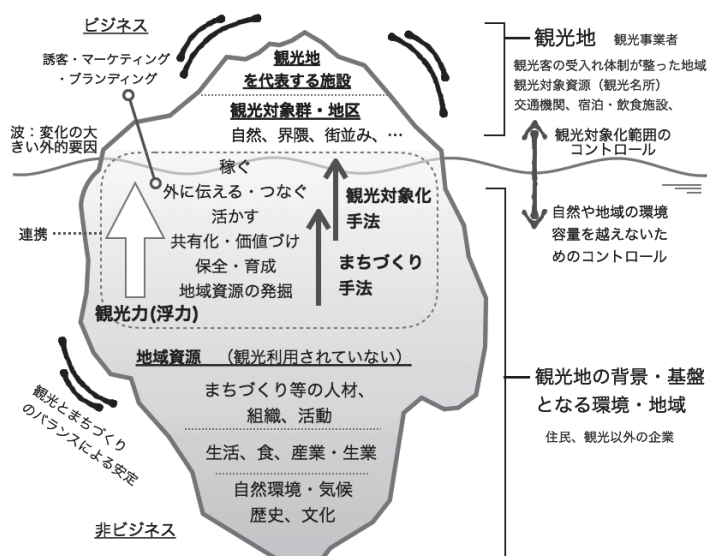 ビジネス
誘客・マーケティング
・ブランディング
波：変化の大
きい外的要因
連携
観光地
を代表する施設
観光対象群・地区
自然、界隈、街並み、…
稼ぐ
外に伝える・つなぐ
活かす
共有化・価値づけ
保全・育成
地域資源の発掘
観光力(浮力)
観光対象化
手法
まちづくり
手法
地域資源　（観光利用されていない）
まちづくり等の人材、
組織、活動
生活、食、産業・生業
自然環境・気候
歴史、文化
観光とまちづくり
のバランスによる安定
非ビジネス
観光地　観光事業者
観光客の受入れ体制が整った地域
観光対象資源（観光名所）
交通機関、宿泊・飲食施設、
観光対象化範囲の
コントロール
自然や地域の環境
容量を越えないた
めのコントロール
観光地の背景・基盤
となる環境・地域
住民、観光以外の企業